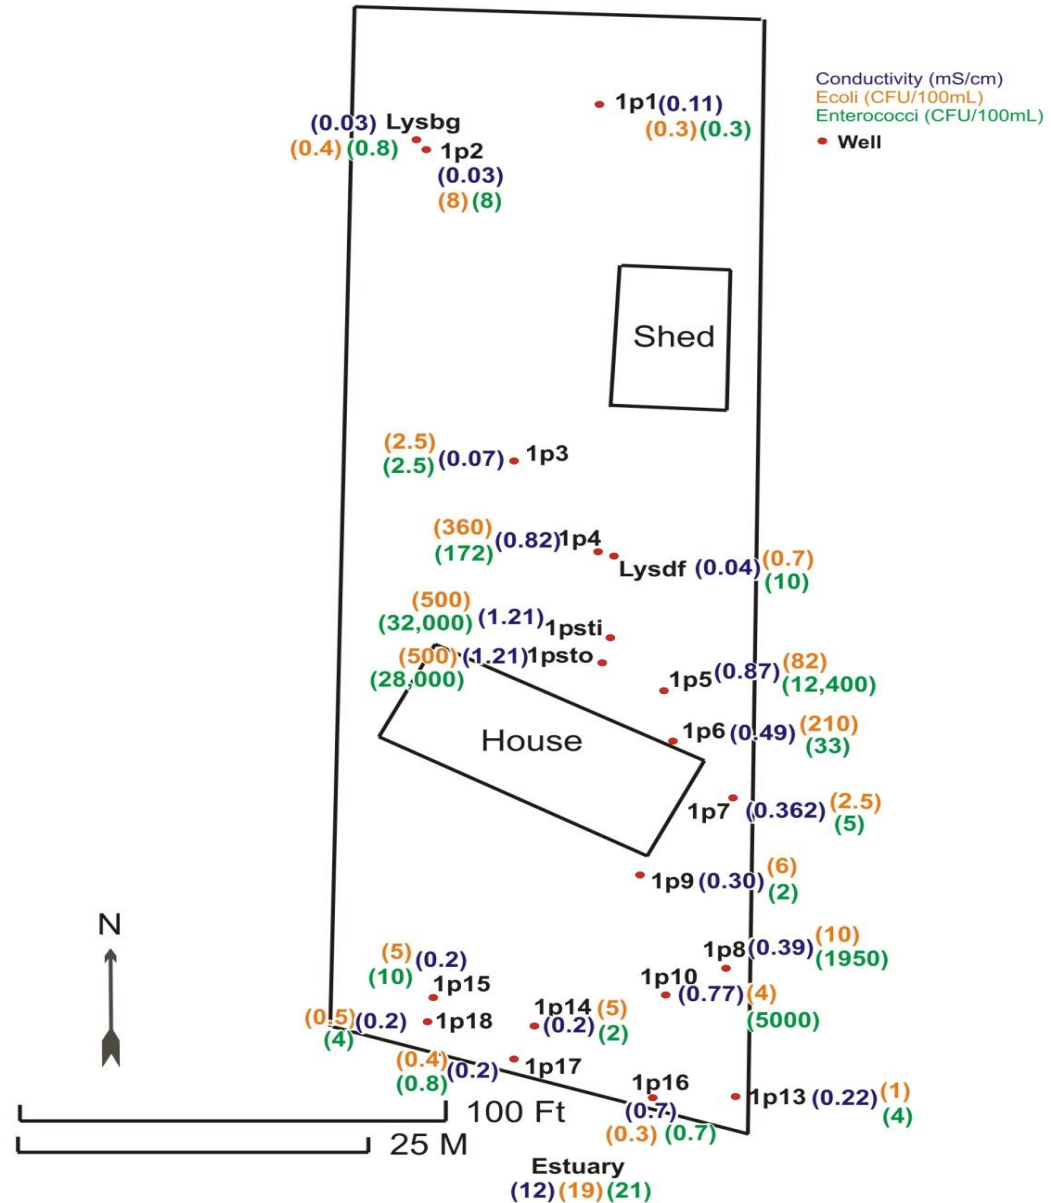 Conductivity (mS/cm)
Ecoli (CFU/100mL)
Enterococci (CFU/100mL)
Well
1p1(0.11)
(0.3)(0.3)
(0.03) Lysbg
(0.4)(0.8)
1p2
(0.03)
(8)(8)
Shed
(2.5)
(2.5)(0.07) 1p3
(360)
(172)(0.82)1p4
Lysdf (0.04)(0.7)
(10)
(500)
(32,000)(1.21)1psti
(500)(1.21)1psto
(28,000)
1p5(0.87)(82)
(12,400)
1p6(0.49)(210)
(33)
House
1p7 (0.362)(2.5)
(5)
1p9(0.30)(6)
(2)
N
1p8(0.39)(10)
(1950)
(5)(0.2)
(10)
1p15
1p10
(0.77)(4)
(5000)
1p14(5)
(0.2)(2)
(0.5)(0.2) 1p18
(4)
(0.4)
(0.8)(0.2) 1p17
1p16
(0.7)
(0.3)(0.7)
1p13(0.22)(1)
(4)
100 Ft
25 M
Estuary
(12)(19)(21)